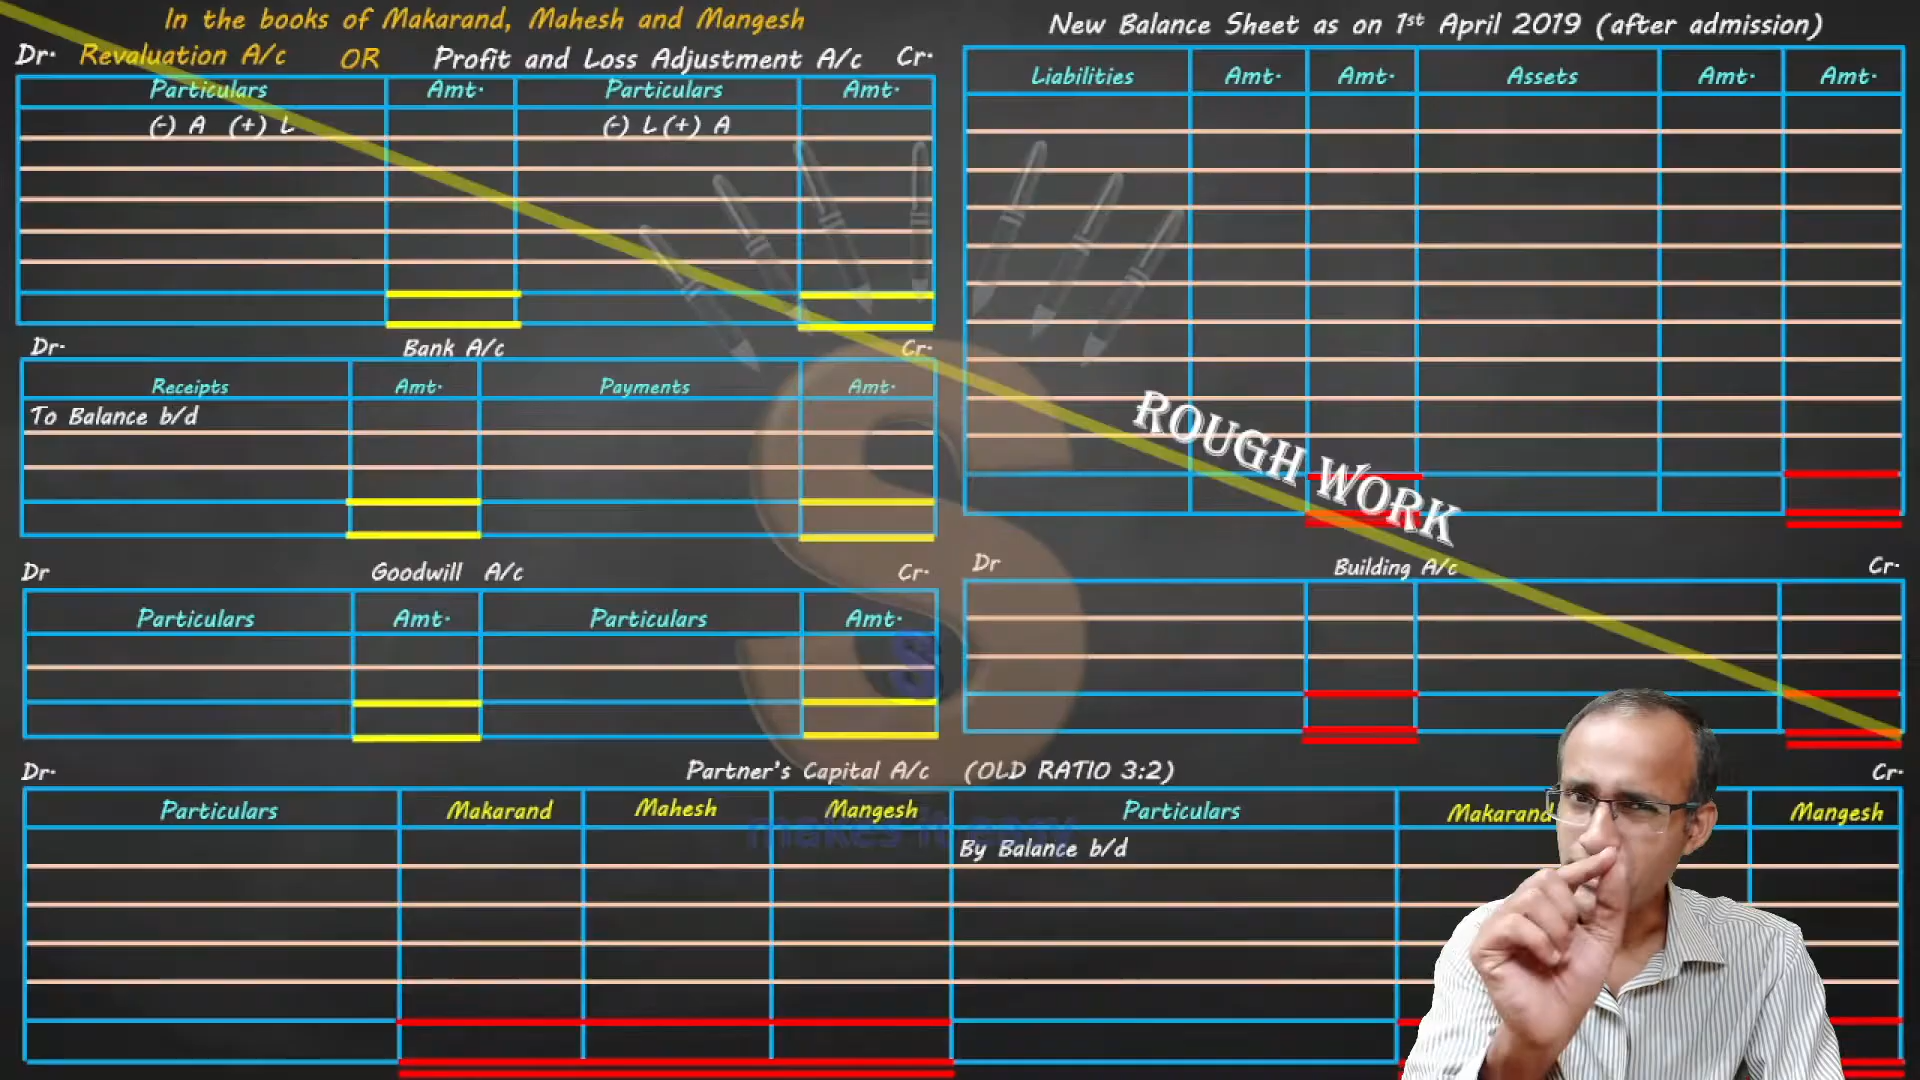 In the books of Makarand, Mahesh and Mangesh
Dr. Revaluation A/c OR Profit and Loss Adjustment A/c Cr.
Particulars Amt. Particulars Amt.
(-) A (+) L (-) L (+) A
Dr. Bank A/c Cr.
Receipts Amt. Payments Amt.
To Balance b/d
Dr Goodwill A/c Cr.
Particulars Amt. Particulars Amt.
S
New Balance Sheet as on 1st April 2019 (after admission)
Liabilities Amt. Amt. Assets Amt. Amt.
ROUGH WORK
Dr Building A/c Cr.
Dr. Partner's Capital A/c (OLD RATIO 3:2) Cr.
Particulars Makarand Mahesh Mangesh Particulars Makarand Mangesh
makes it easy
By Balance b/d